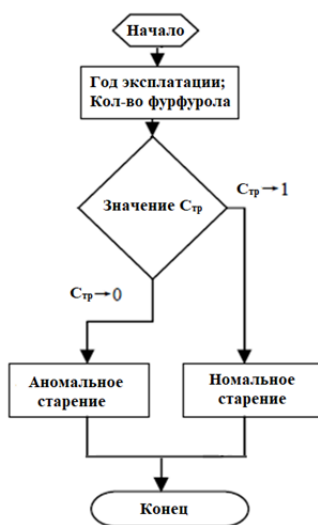 Начало
Год эксплатации;
Кол-во фурфурола
Значение Cтр
Cтр→1
Cтр→0
Аномальное
старение
Номальное
старение
Конец